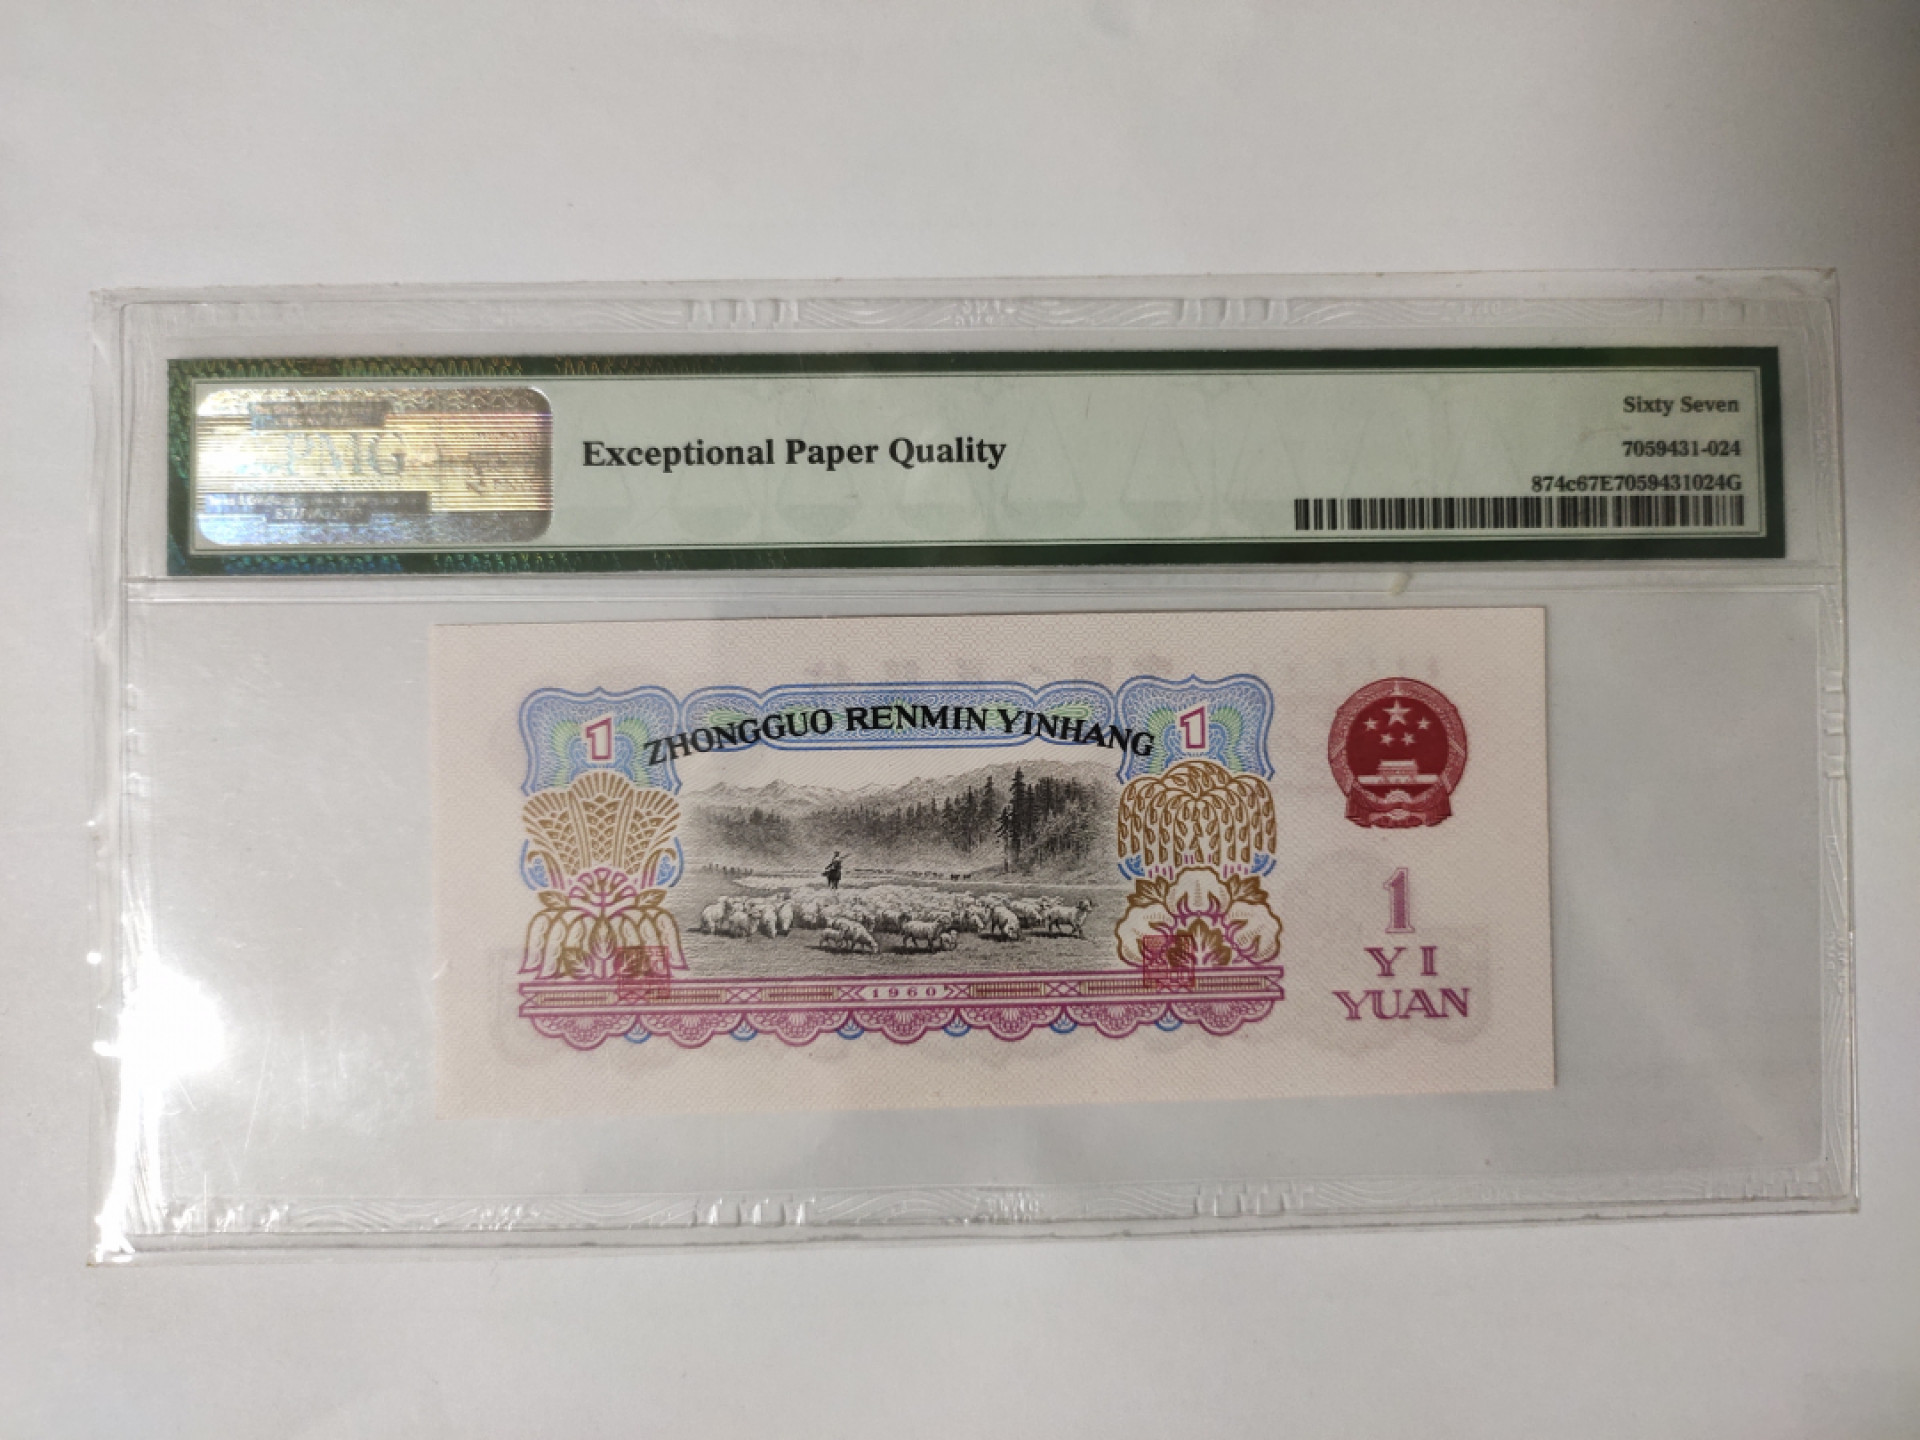 PMG
Exceptional Paper Quality
Sixty Seven
7059431-024
874c67E7059431024G
1
ZHONGGUO RENMIN YINHANG
1
1960
1
YI
YUAN